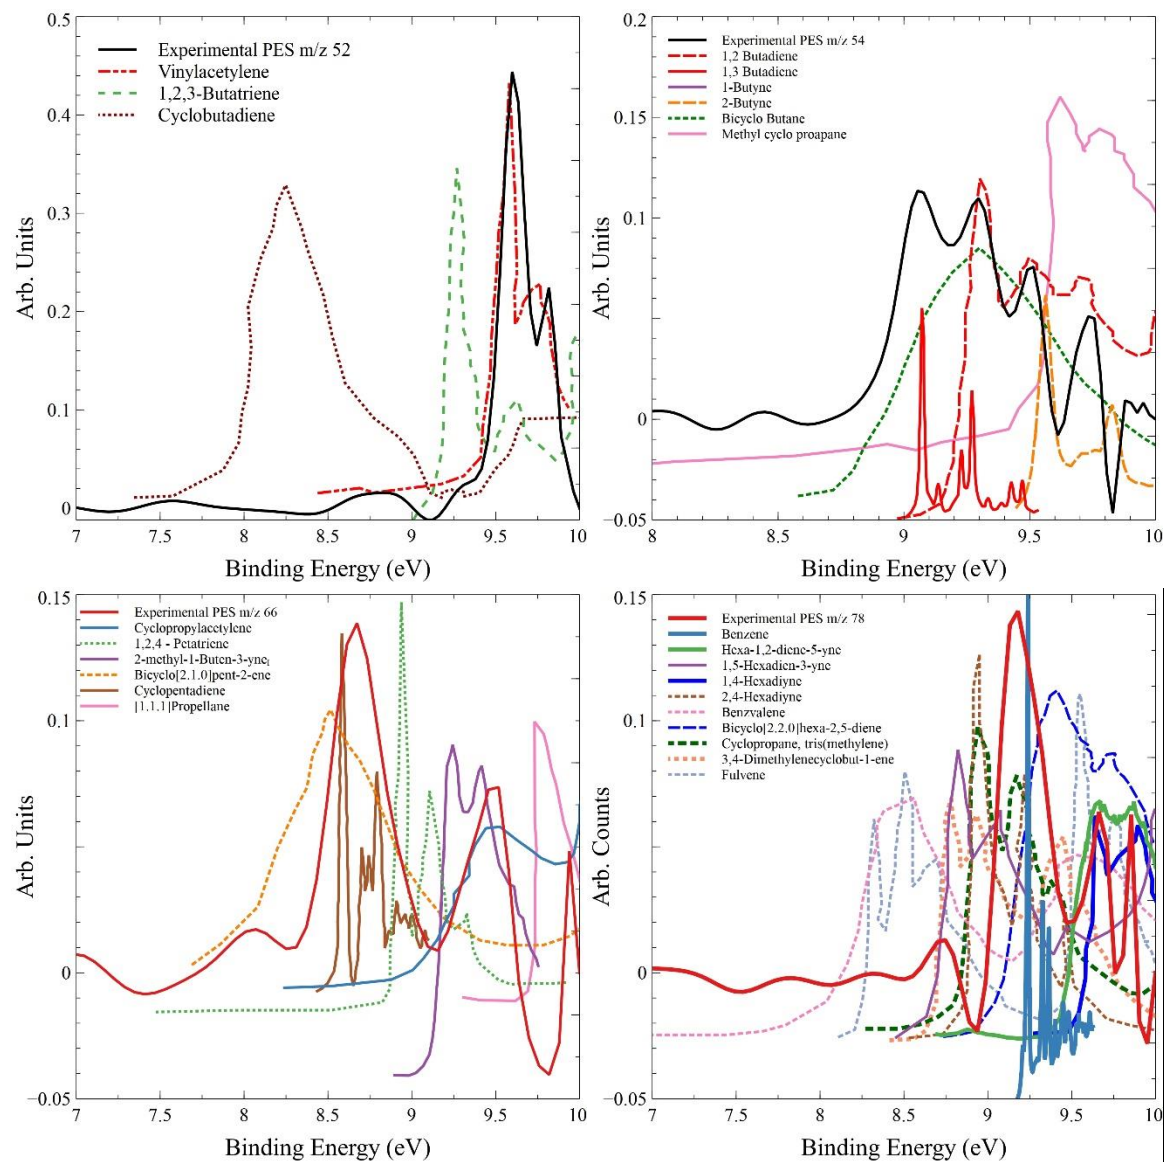 0.5
0.4
0.3
0.2
0.1
0
Arb. Units
Experimental PES m/z 52
Vinylacetylene
1,2,3-Butatriene
Cyclobutadiene
7
7.5
8
8.5
9
9.5
10
Binding Energy (eV)
0.2
0.15
0.1
0.05
0
−0.05
Arb. Units
Experimental PES m/z 54
1,2 Butadiene
1,3 Butadiene
1-Butyne
2-Butyne
Bicyclo Butane
Methyl cyclo proapane
8
8.5
9
9.5
10
Binding Energy (eV)
0.15
0.1
0
−0.05
Arb. Units
Experimental PES m/z 66
Cyclopropylacetylene
1,2,4 - Petatriene
2-methyl-1-Buten-3-yne
Bicyclo[2.1.0]pent-2-ene
Cyclopentadiene
[1.1.1]Propellane
7
7.5
8
8.5
9
9.5
10
Binding Energy (eV)
0.15
0.1
0
−0.05
Arb. Counts
Experimental PES m/z 78
Benzene
Hexa-1,2-diene-5-yne
1,5-Hexadien-3-yne
1,4-Hexadiyne
2,4-Hexadiyne
Benzvalene
Bicyclo[2.2.0]hexa-2,5-diene
Cyclopropane, tris(methylene)
3,4-Dimethylenecyclobut-1-ene
Fulvene
7
7.5
8
8.5
9
9.5
10
Binding Energy (eV)